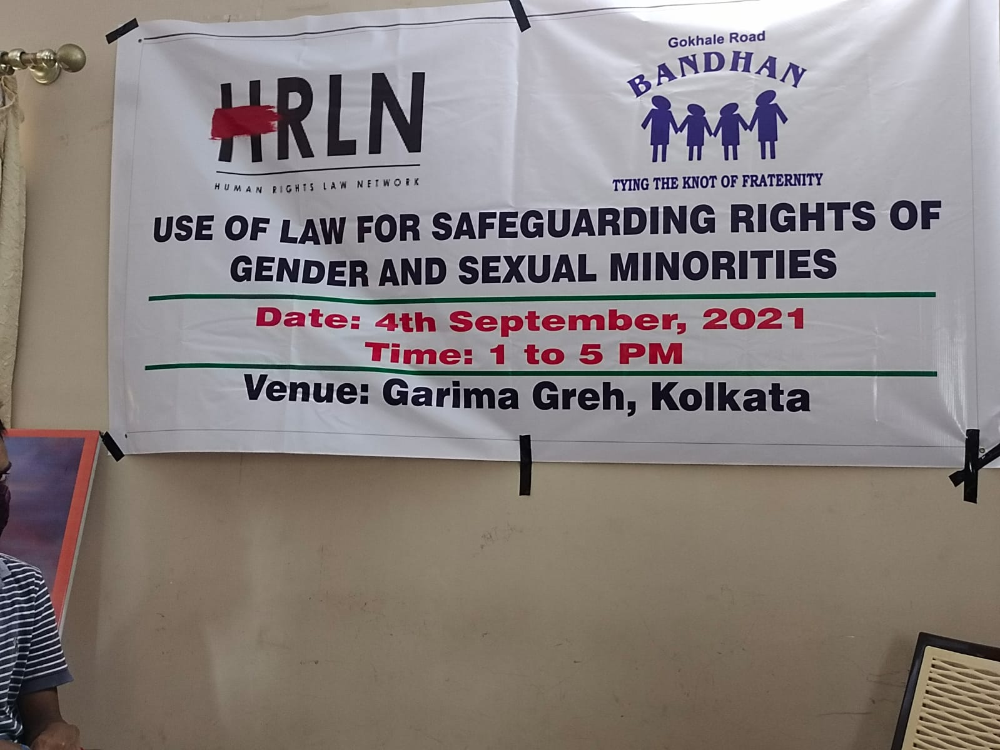 HRLN
HUMAN RIGHTS LAW NETWORK
Gokhale Road
BANDHAN
TYING THE KNOT OF FRATERNITY
USE OF LAW FOR SAFEGUARDING RIGHTS OF
GENDER AND SEXUAL MINORITIES
Date: 4th September, 2021
Time: 1 to 5 PM
Venue: Garima Greh, Kolkata